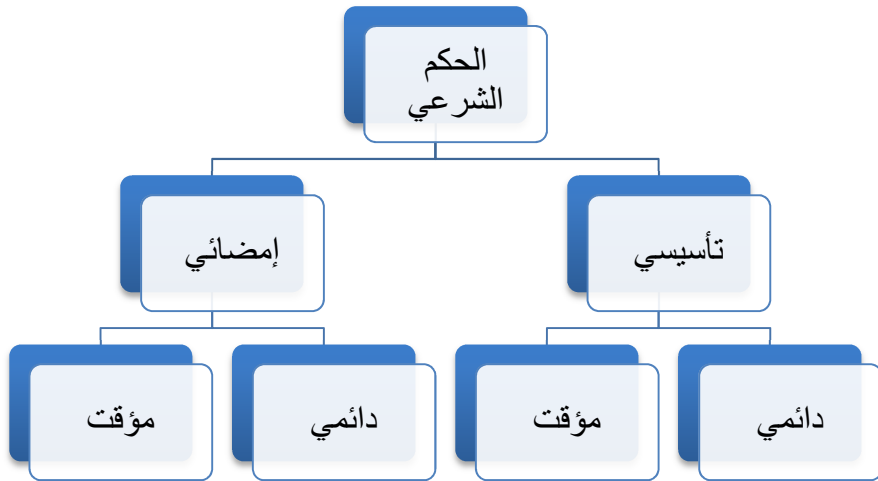 الحكم
الشرعي
تأسيسي
إمضائي
دائمي
مؤقت
دائمي
مؤقت